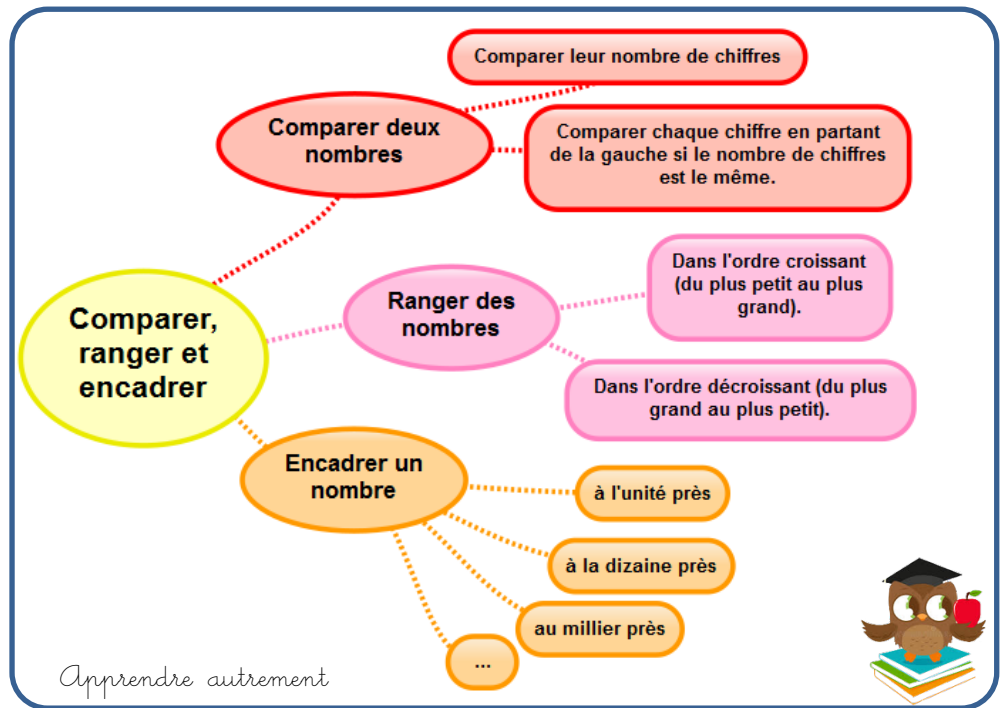 Comparer leur nombre de chiffres
Comparer deux
nombres
Comparer chaque chiffre en partant
de la gauche si le nombre de chiffres
est le même.
Comparer,
ranger et
encadrer
Ranger des
nombres
Dans l'ordre croissant
(du plus petit au plus
grand).
Dans l'ordre décroissant (du plus
grand au plus petit).
Encadrer un
nombre
à l'unité près
à la dizaine près
au millier près
...
Apprendre autrement